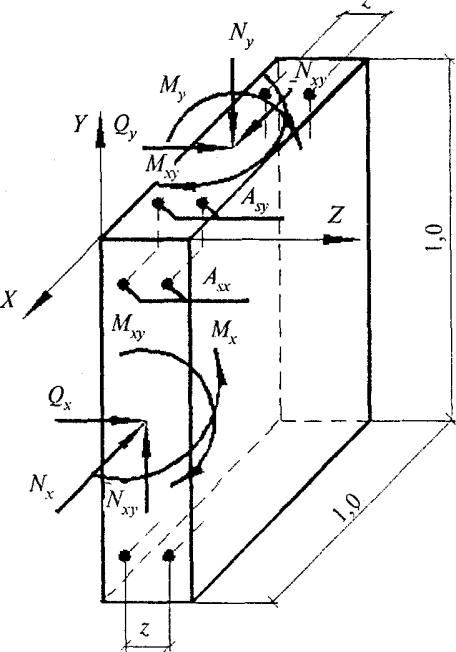 z
N_y
N_xy
M_y
Y
Q_y
M_xy
A_sy
Z
1,0
X
A_sx
M_xy
M_x
Q_x
N_x
N_xy
1,0
z